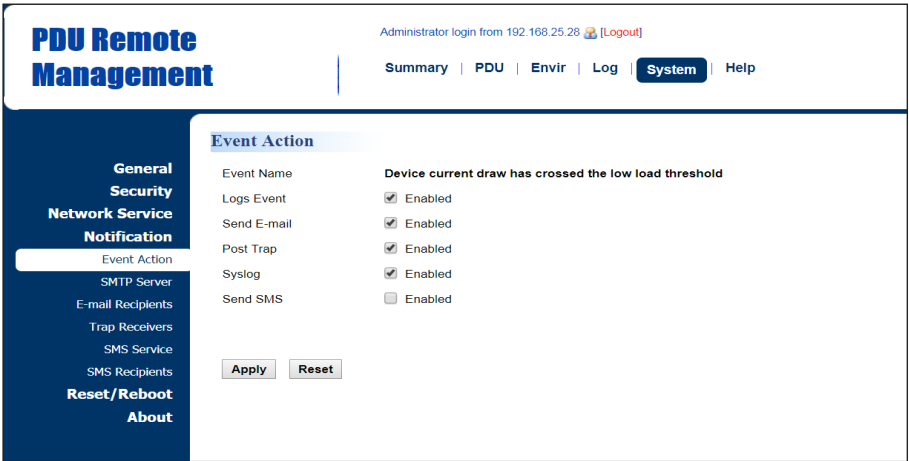 PDU Remote
Management
Administrator login from 192.168.25.28 [Logout]
Summary | PDU | Envir | Log | System | Help
General
Security
Network Service
Notification
Event Action
SMTP Server
E-mail Recipients
Trap Receivers
SMS Service
SMS Recipients
Reset/Reboot
About
Event Action
Event Name Device current draw has crossed the low load threshold
Logs Event Enabled
Send E-mail Enabled
Post Trap Enabled
Syslog Enabled
Send SMS Enabled
Apply Reset